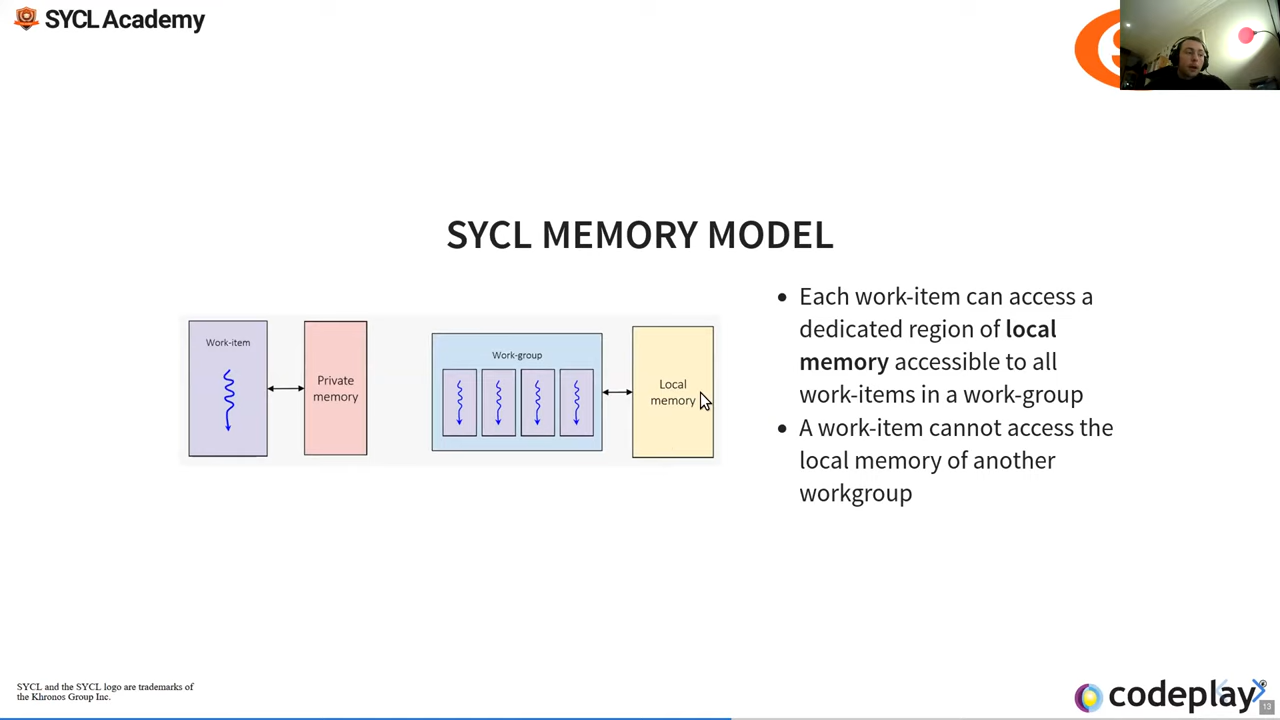 SYCL Academy
SYCL MEMORY MODEL
Work-item
Private
memory
Work-group
Local
memory
• Each work-item can access a
dedicated region of local
memory accessible to all
work-items in a work-group
• A work-item cannot access the
local memory of another
workgroup
SYCL and the SYCL logo are trademarks of
the Khronos Group Inc.
codeplay
13